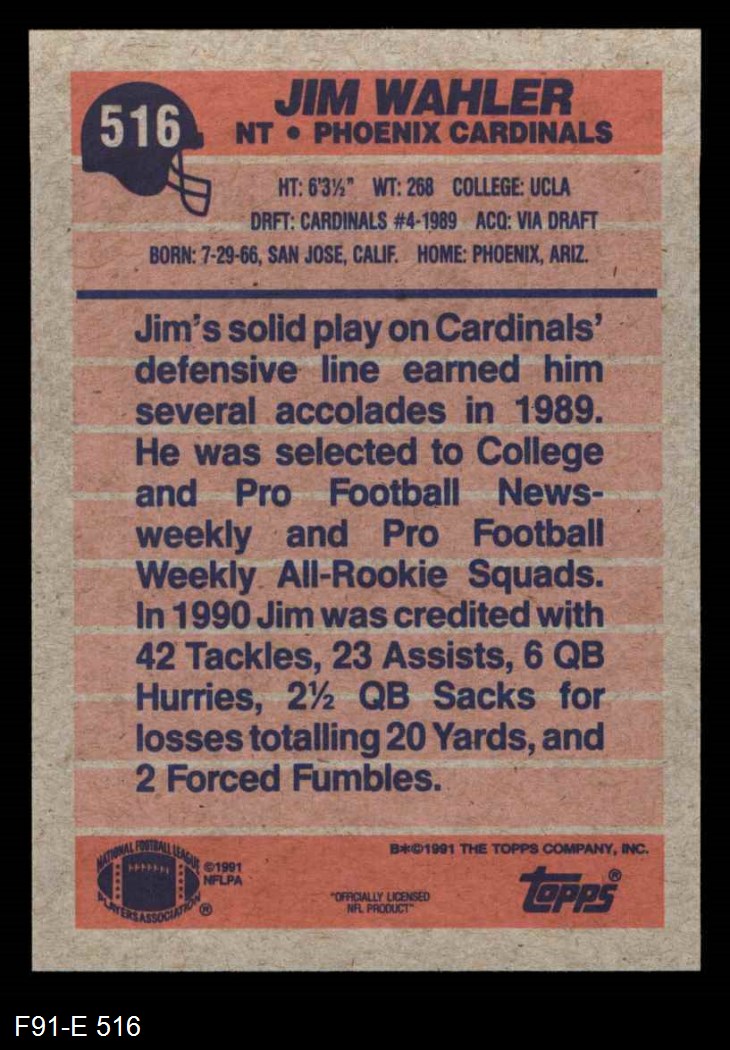 516
JIM WAHLER
NT • PHOENIX CARDINALS
HT: 6'3½" WT: 268 COLLEGE: UCLA
DRFT: CARDINALS #4-1989 ACQ: VIA DRAFT
BORN: 7-29-66, SAN JOSE, CALIF. HOME: PHOENIX, ARIZ.
Jim's solid play on Cardinals'
defensive line earned him
several accolades in 1989.
He was selected to College
and Pro Football News-
weekly and Pro Football
Weekly All-Rookie Squads.
In 1990 Jim was credited with
42 Tackles, 23 Assists, 6 QB
Hurries, 2½ QB Sacks for
losses totalling 20 Yards, and
2 Forced Fumbles.
B*©1991 THE TOPPS COMPANY, INC.
NATIONAL FOOTBALL LEAGUE
PLAYERS ASSOCIATION ®
©1991
NFLPA
"OFFICIALLY LICENSED
NFL PRODUCT"
topps®
F91-E 516